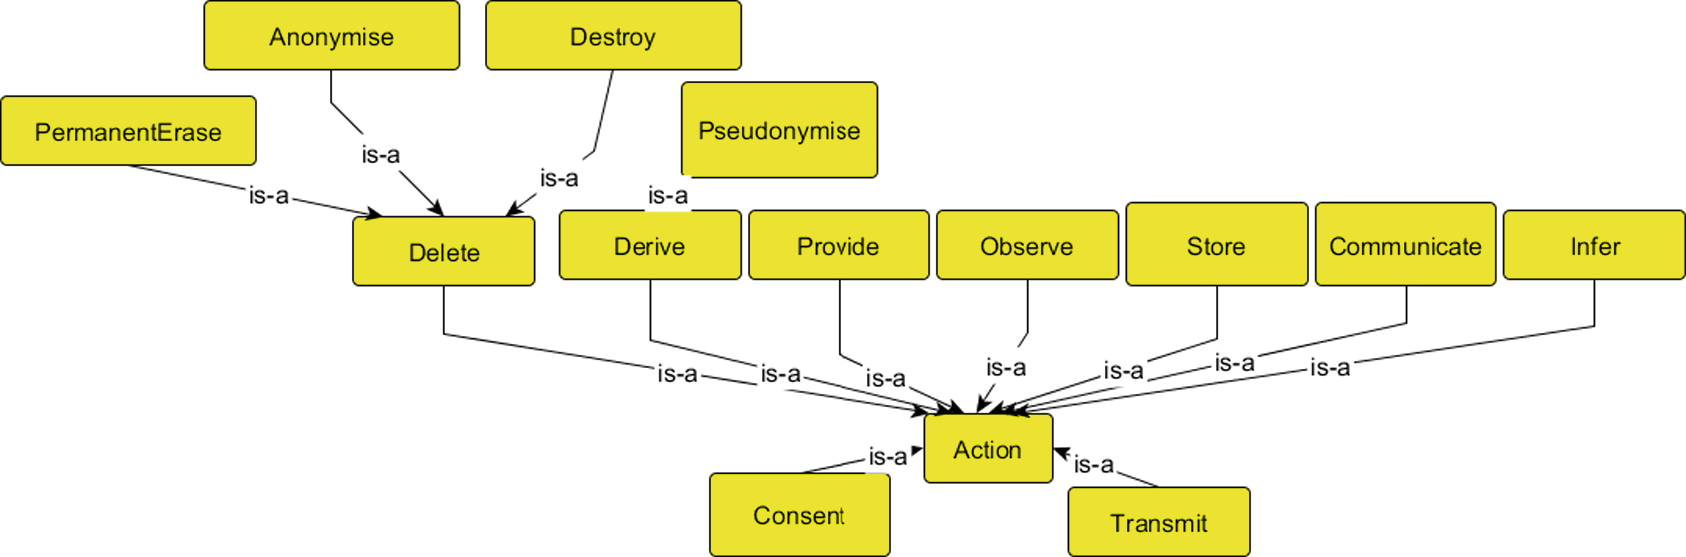 Anonymise
Destroy
PermanentErase
Pseudonymise
is-a
is-a
is-a
is-a
Delete
Derive
Provide
Observe
Store
Communicate
Infer
is-a
is-a
is-a
is-a
is-a
is-a
is-a
Action
is-a
is-a
Consent
Transmit